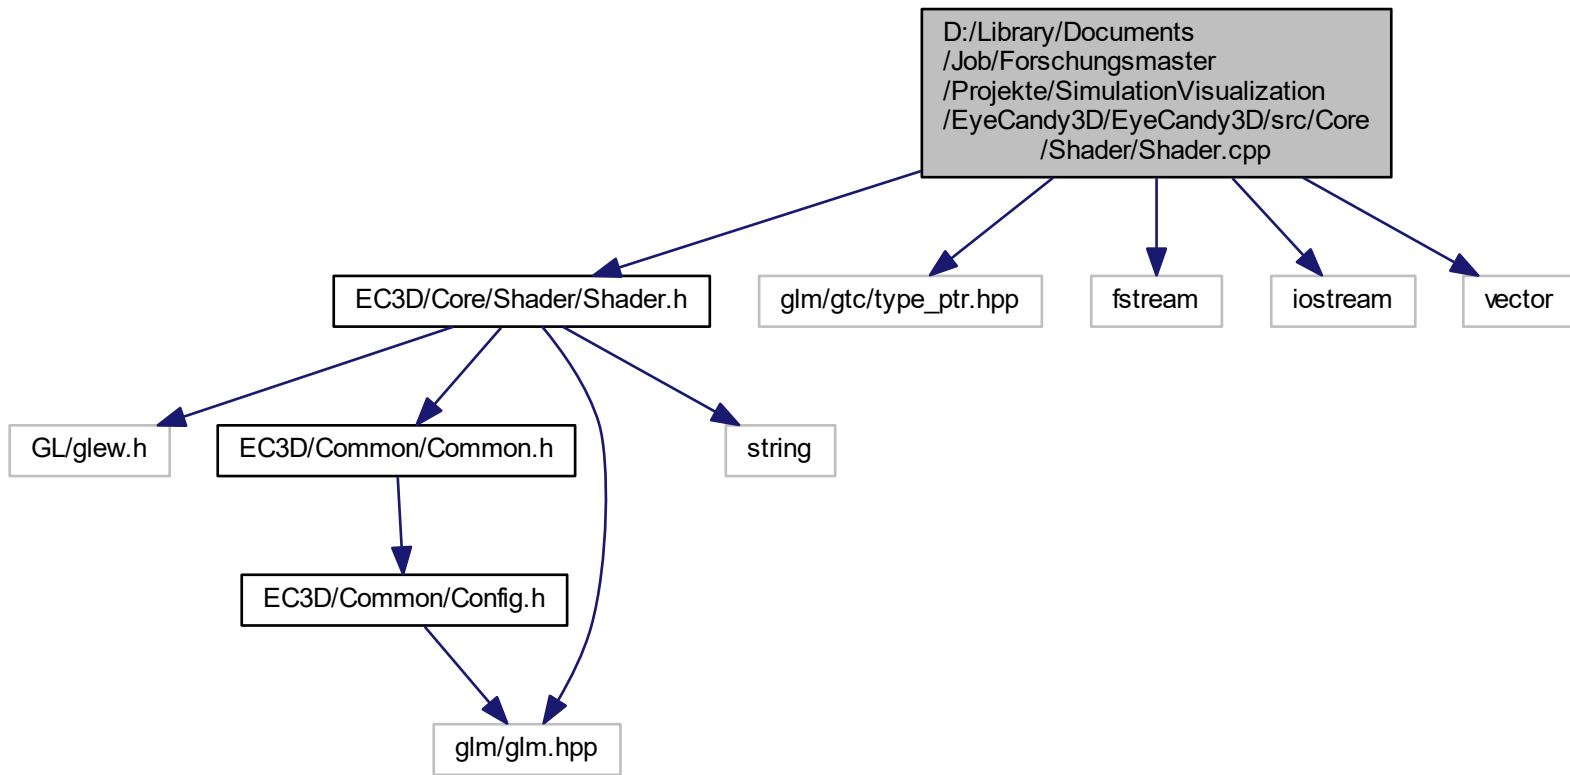 D:/Library/Documents
/Job/Forschungsmaster
/Projekte/SimulationVisualization
/EyeCandy3D/EyeCandy3D/src/Core
/Shader/Shader.cpp
EC3D/Core/Shader/Shader.h
glm/gtc/type_ptr.hpp
fstream
iostream
vector
GL/glew.h
EC3D/Common/Common.h
string
EC3D/Common/Config.h
glm/glm.hpp